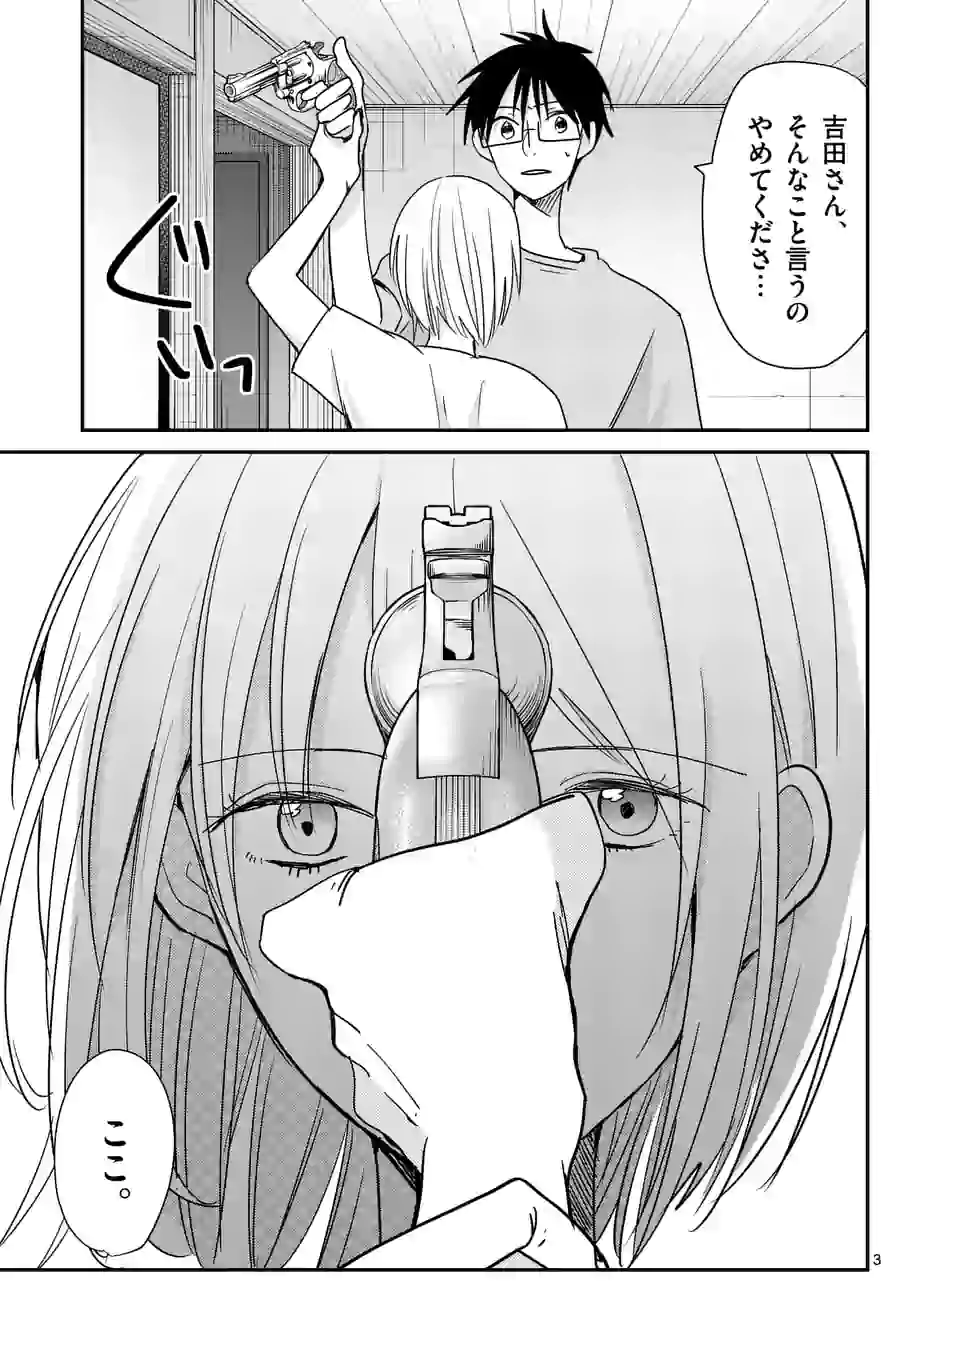 吉田さん、
そんなこと言うの
やめてくださ…
ぐいっ
ここ。
3